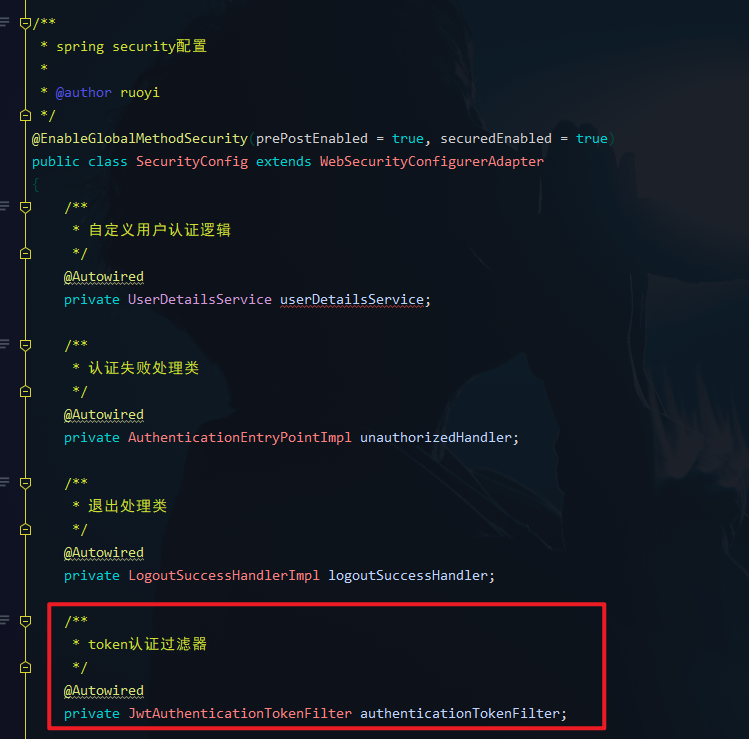 /**
* spring security配置
*
* @author ruoyi
*/
@EnableGlobalMethodSecurity(prePostEnabled = true, securedEnabled = true)
public class SecurityConfig extends WebSecurityConfigurerAdapter
{
/**
* 自定义用户认证逻辑
*/
@Autowired
private UserDetailsService userDetailsService;
/**
* 认证失败处理类
*/
@Autowired
private AuthenticationEntryPointImpl unauthorizedHandler;
/**
* 退出处理类
*/
@Autowired
private LogoutSuccessHandlerImpl logoutSuccessHandler;
/**
* token认证过滤器
*/
@Autowired
private JwtAuthenticationTokenFilter authenticationTokenFilter;